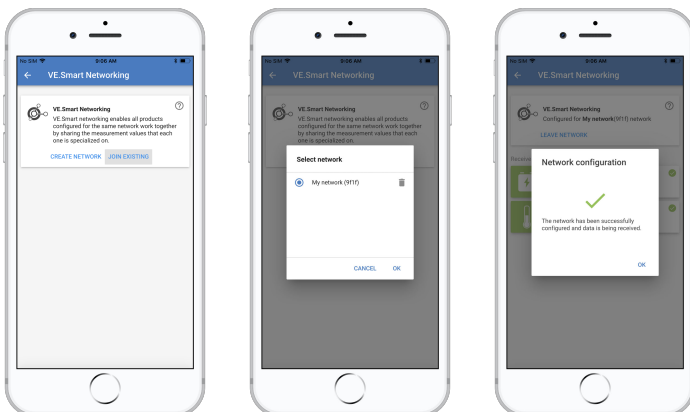 No SIM 9:06 AM
VE.Smart Networking
VE.Smart Networking
VE.Smart networking enables all products
configured for the same network work together
by sharing the measurement values that each
one is specialized on.
CREATE NETWORK JOIN EXISTING
No SIM 9:06 AM
VE.Smart Networking
VE.Smart Networking
VE.Smart networking enables all products
configured for the same network work together
by sharing the measurement values that each
one is specialized on.
Select network
My network (9f1f)
CANCEL OK
No SIM 9:06 AM
VE.Smart Networking
VE.Smart Networking
Configured for My network(9f1f) network
LEAVE NETWORK
Network configuration
The network has been successfully
configured and data is being received.
OK